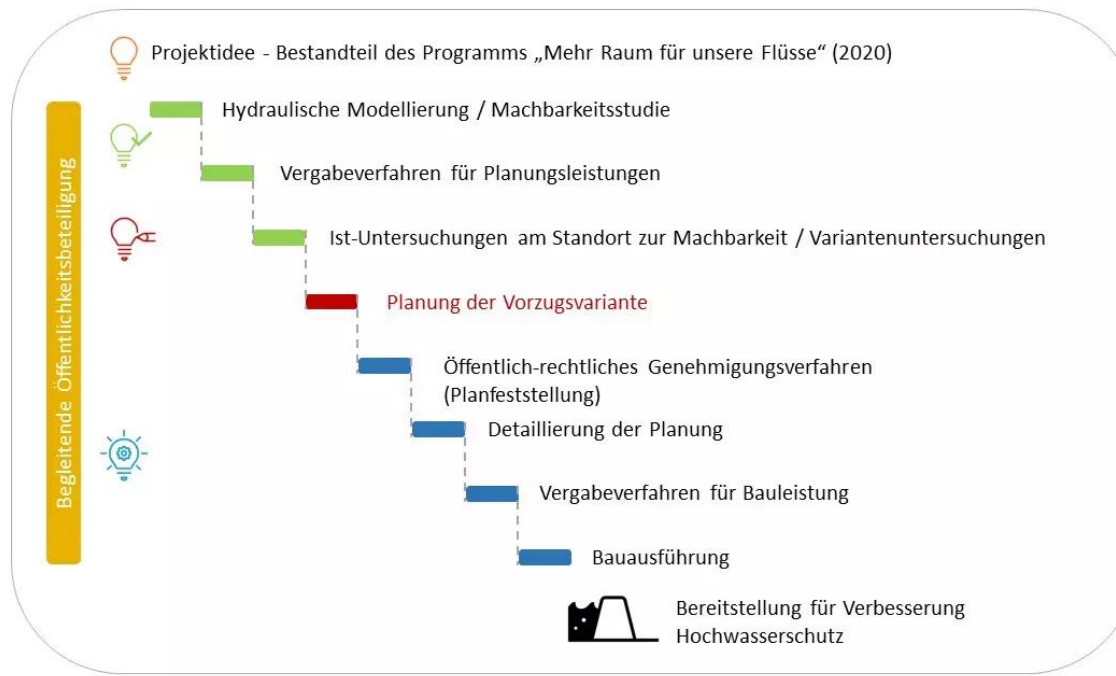 Projektidee - Bestandteil des Programms „Mehr Raum für unsere Flüsse“ (2020)
Begleitende Öffentlichkeitsbeteiligung
Hydraulische Modellierung / Machbarkeitsstudie
Vergabeverfahren für Planungsleistungen
Ist-Untersuchungen am Standort zur Machbarkeit / Variantenuntersuchungen
Planung der Vorzugsvariante
Öffentlich-rechtliches Genehmigungsverfahren
(Planfeststellung)
Detaillierung der Planung
Vergabeverfahren für Bauleistung
Bauausführung
Bereitstellung für Verbesserung
Hochwasserschutz